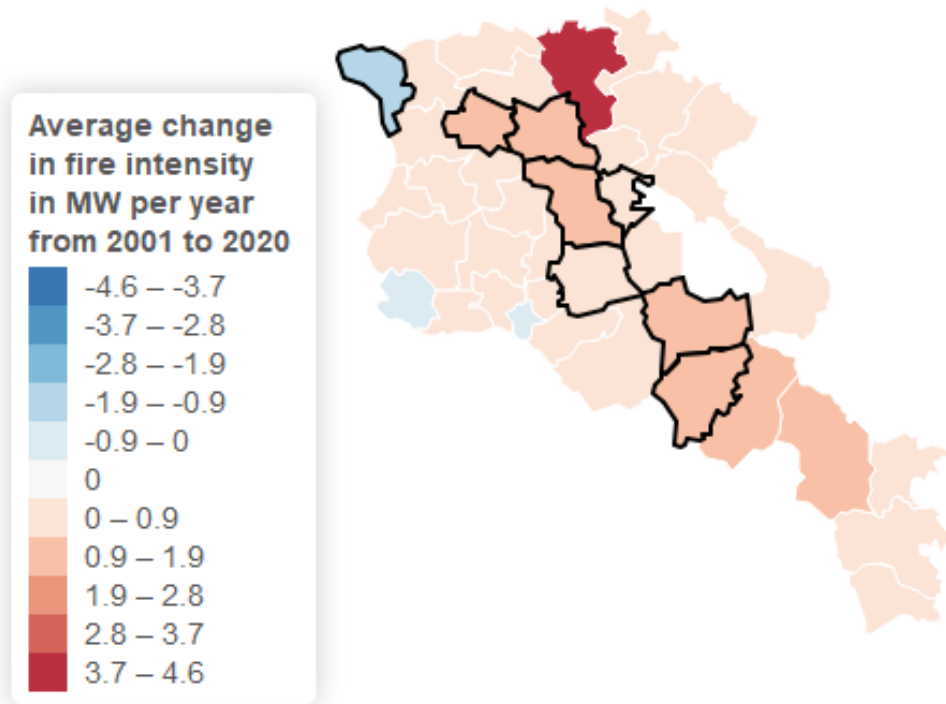 Average change
in fire intensity
in MW per year
from 2001 to 2020
-4.6 – -3.7
-3.7 – -2.8
-2.8 – -1.9
-1.9 – -0.9
-0.9 – 0
0
0 – 0.9
0.9 – 1.9
1.9 – 2.8
2.8 – 3.7
3.7 – 4.6